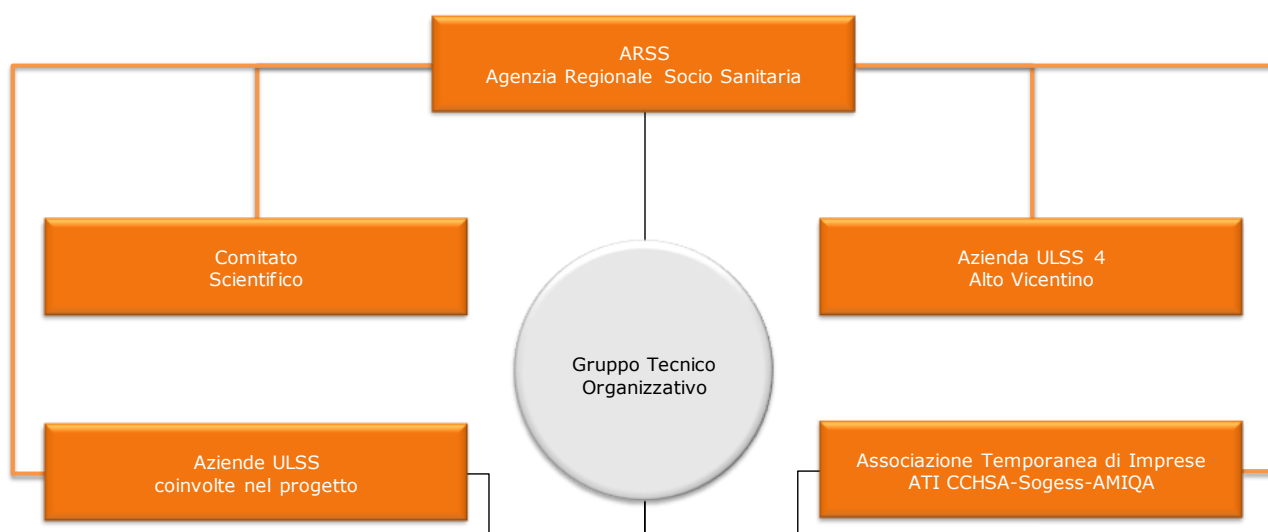 ARSS
Agenzia Regionale Socio Sanitaria
Comitato
Scientifico
Azienda ULSS 4
Alto Vicentino
Gruppo Tecnico
Organizzativo
Aziende ULSS
coinvolte nel progetto
Associazione Temporanea di Imprese
ATI CCHSA-Sogess-AMIQA